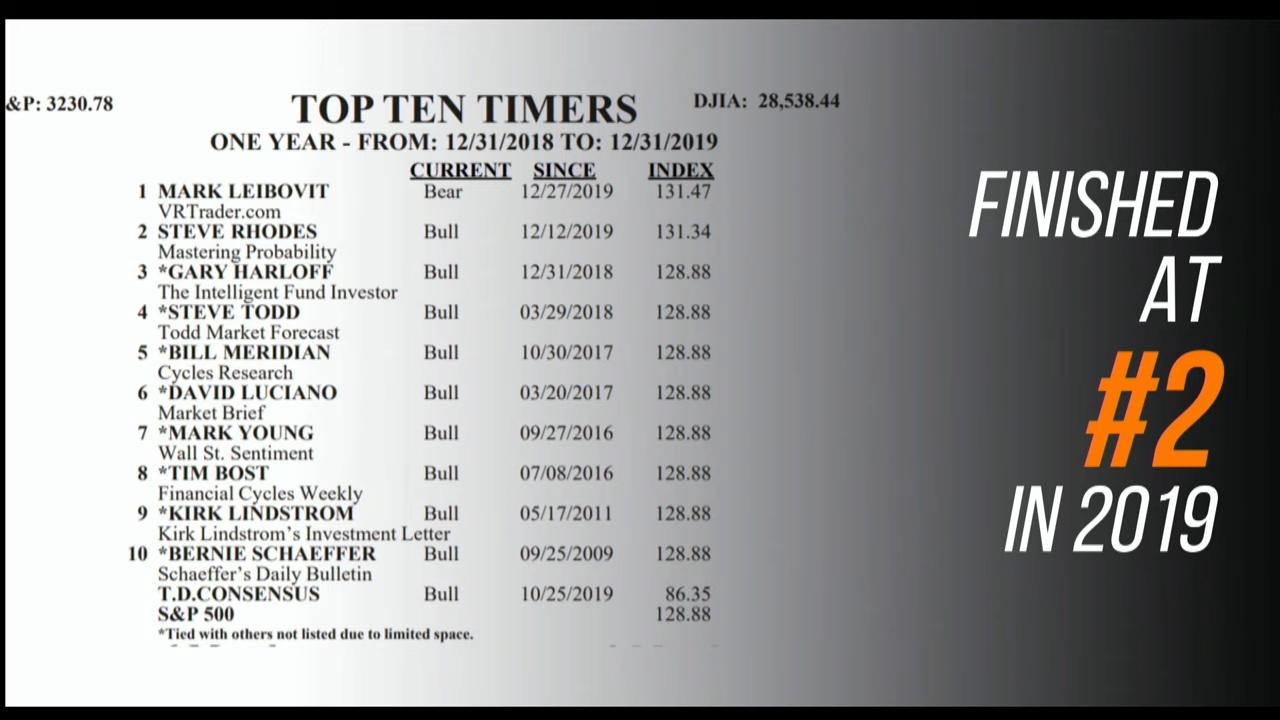 &P: 3230.78 TOP TEN TIMERS DJIA: 28,538.44
ONE YEAR - FROM: 12/31/2018 TO: 12/31/2019
CURRENT SINCE INDEX
1 MARK LEIBOVIT Bear 12/27/2019 131.47
VRTrader.com
2 STEVE RHODES Bull 12/12/2019 131.34
Mastering Probability
3 *GARY HARLOFF Bull 12/31/2018 128.88
The Intelligent Fund Investor
4 *STEVE TODD Bull 03/29/2018 128.88
Todd Market Forecast
5 *BILL MERIDIAN Bull 10/30/2017 128.88
Cycles Research
6 *DAVID LUCIANO Bull 03/20/2017 128.88
Market Brief
7 *MARK YOUNG Bull 09/27/2016 128.88
Wall St. Sentiment
8 *TIM BOST Bull 07/08/2016 128.88
Financial Cycles Weekly
9 *KIRK LINDSTROM Bull 05/17/2011 128.88
Kirk Lindstrom's Investment Letter
10 *BERNIE SCHAEFFER Bull 09/25/2009 128.88
Schaeffer's Daily Bulletin
T.D.CONSENSUS Bull 10/25/2019 86.35
S&P 500 128.88
*Tied with others not listed due to limited space.
FINISHED
AT
#2
IN 2019